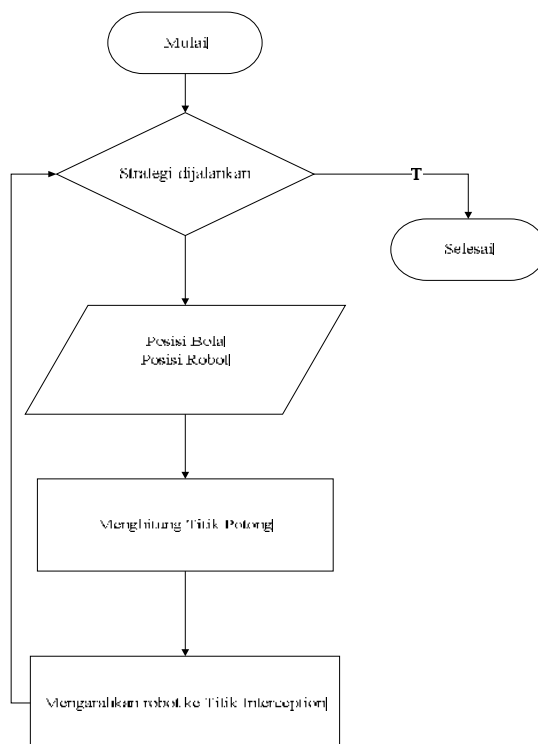 Mulai
Strategi dijalankan
T
Selesai
Posisi Bola
Posisi Robot
Menghitung Titik Potong
Mengarahkan robot ke Titik Interception